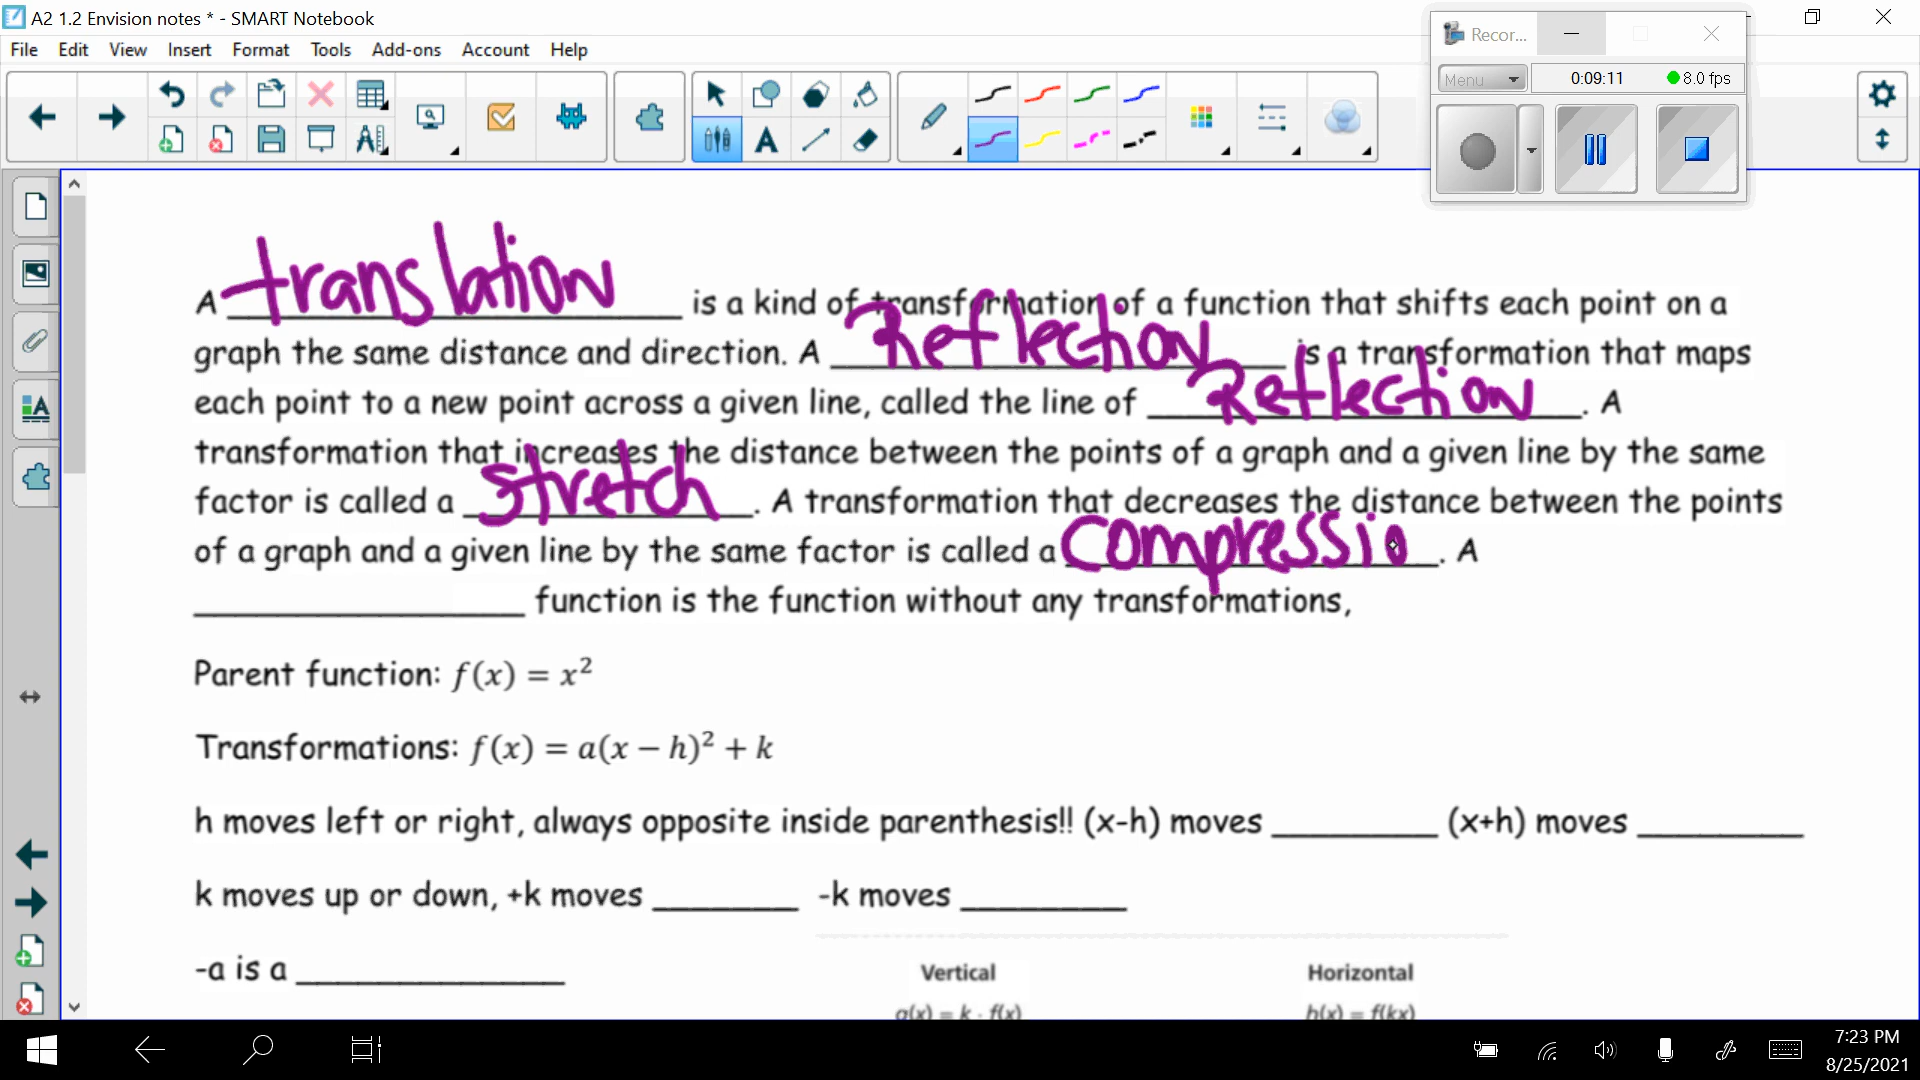 A2 1.2 Envision notes * - SMART Notebook
File Edit View Insert Format Tools Add-ons Account Help
Recor...
Menu 0:09:11 8.0 fps
A translation is a kind of transformation of a function that shifts each point on a
graph the same distance and direction. A Reflection is a transformation that maps
each point to a new point across a given line, called the line of Reflection. A
transformation that increases the distance between the points of a graph and a given line by the same
factor is called a stretch. A transformation that decreases the distance between the points
of a graph and a given line by the same factor is called a compressio. A
____________________ function is the function without any transformations,
Parent function: f(x) = x²
Transformations: f(x) = a(x − h)² + k
h moves left or right, always opposite inside parenthesis!! (x-h) moves __________ (x+h) moves __________
k moves up or down, +k moves _________ -k moves __________
-a is a ________________
Vertical Horizontal
g(x) = k · f(x) h(x) = f(kx)
7:23 PM
8/25/2021